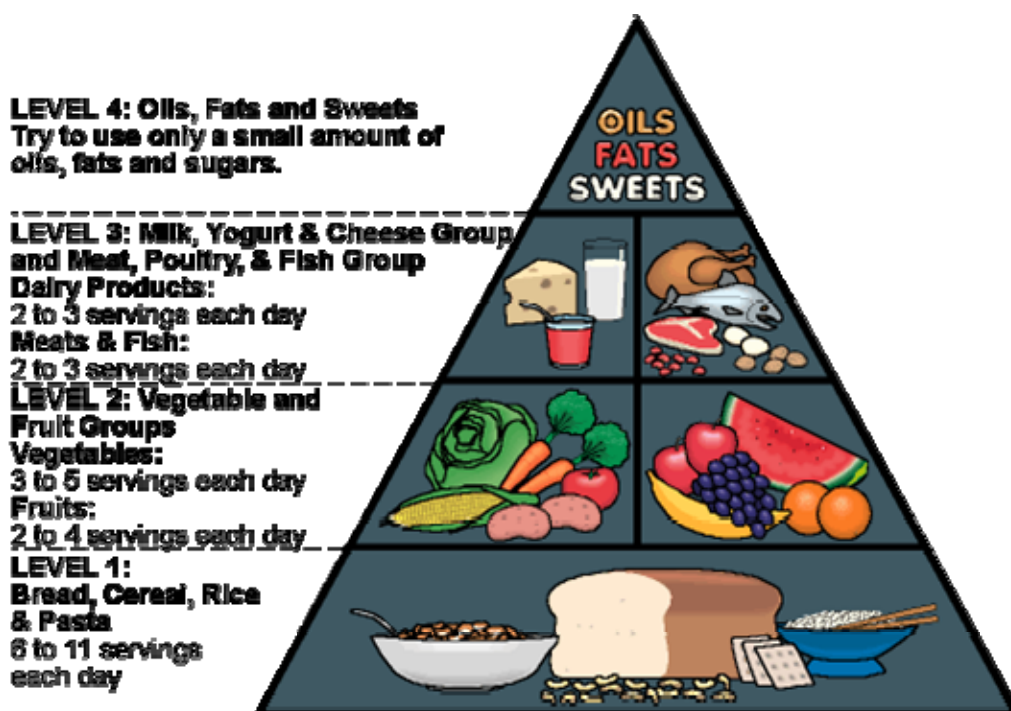 LEVEL 4: Oils, Fats and Sweets
Try to use only a small amount of
oils, fats and sugars.
LEVEL 3: Milk, Yogurt & Cheese Group
and Meat, Poultry, & Fish Group
Dairy Products:
2 to 3 servings each day
Meats & Fish:
2 to 3 servings each day
LEVEL 2: Vegetable and
Fruit Groups
Vegetables:
3 to 5 servings each day
Fruits:
2 to 4 servings each day
LEVEL 1:
Bread, Cereal, Rice
& Pasta
6 to 11 servings
each day
OILS
FATS
SWEETS